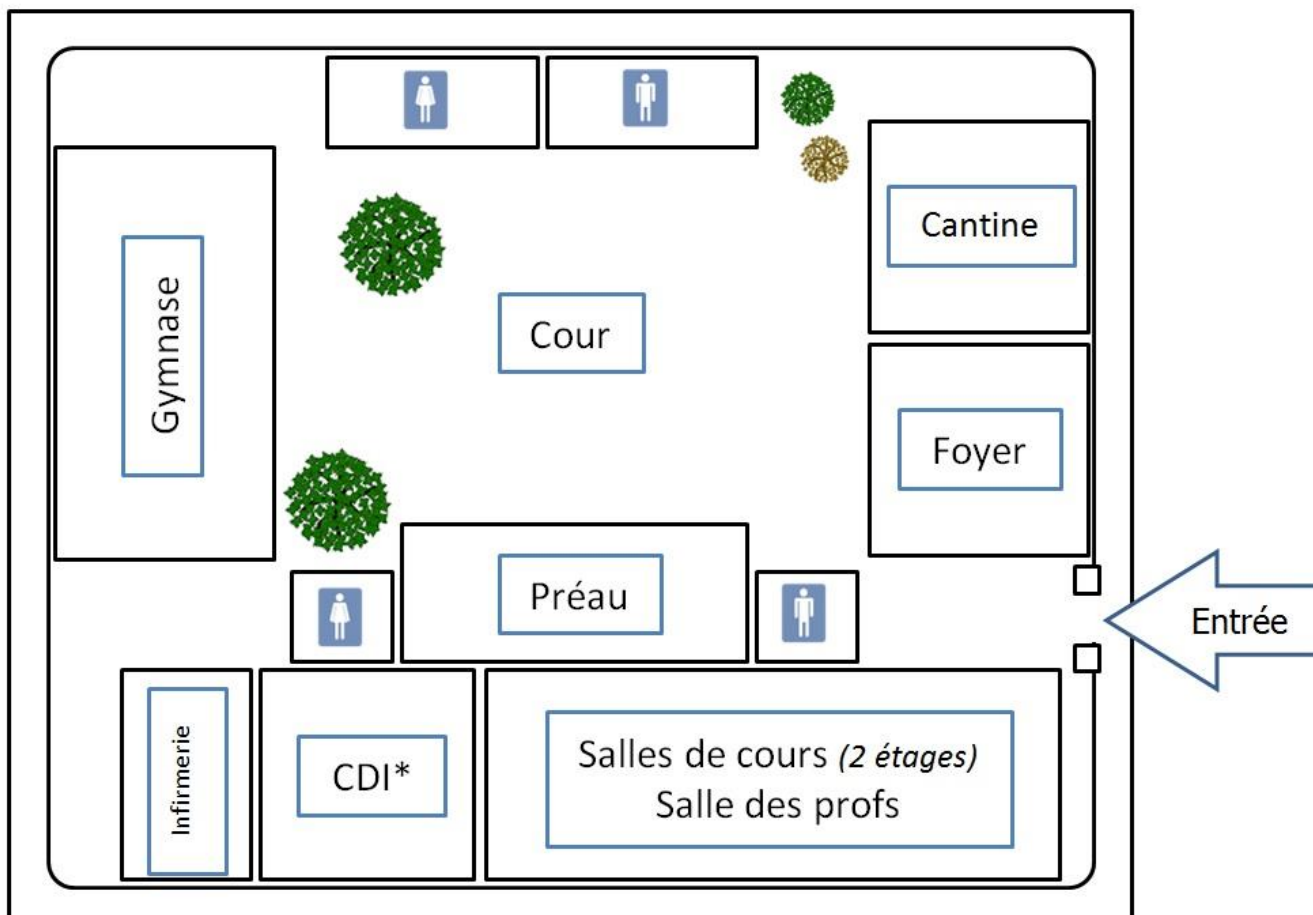 Cantine
Gymnase
Cour
Foyer
Préau
Entrée
Infirmerie
CDI*
Salles de cours (2 étages)
Salle des profs